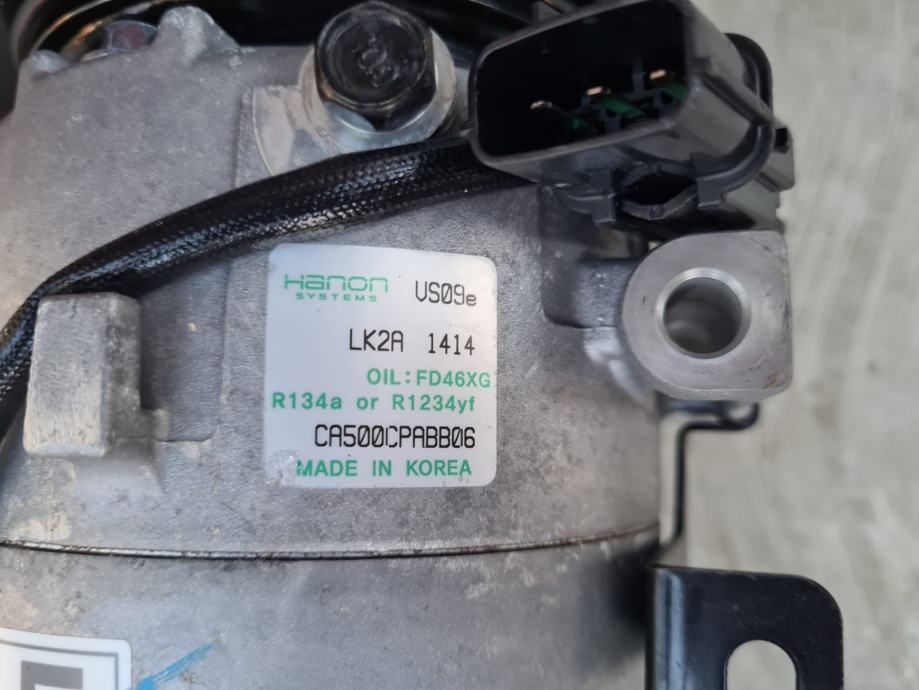 Hanon
SYSTEMS
VS09e
LK2A 1414
OIL:FD46XG
R134a or R1234yf
CA500CPABB06
MADE IN KOREA